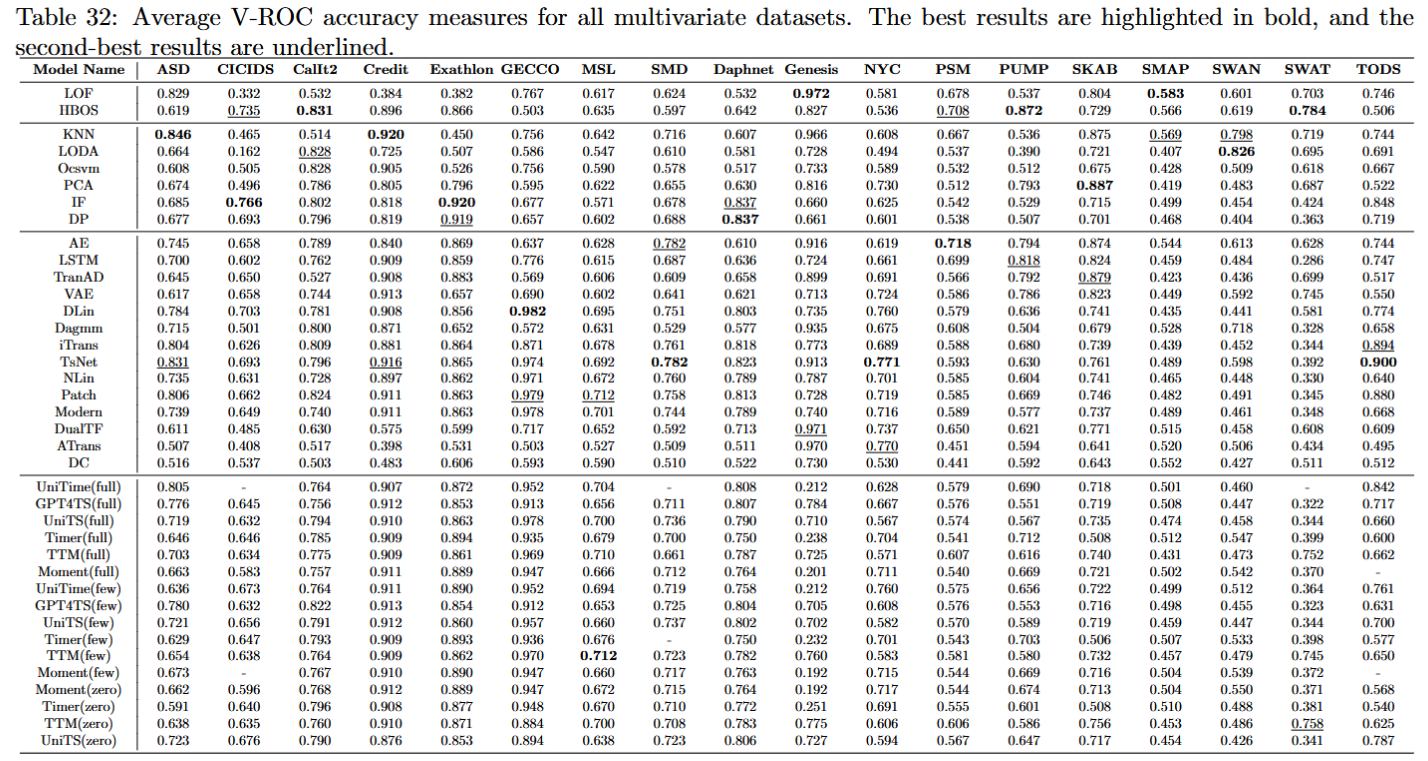 Table 32: Average V-ROC accuracy measures for all multivariate datasets. The best results are highlighted in bold, and the
second-best results are underlined.
Model Name ASD CICIDS CalIt2 Credit Exathlon GECCO MSL SMD Daphnet Genesis NYC PSM PUMP SKAB SMAP SWAN SWAT TODS
LOF 0.829 0.332 0.532 0.384 0.382 0.767 0.617 0.624 0.532 0.972 0.581 0.678 0.537 0.804 0.583 0.601 0.703 0.746
HBOS 0.619 0.735 0.831 0.896 0.866 0.503 0.635 0.597 0.642 0.827 0.536 0.708 0.872 0.729 0.566 0.619 0.784 0.506
KNN 0.846 0.465 0.514 0.920 0.450 0.756 0.642 0.716 0.607 0.966 0.608 0.667 0.536 0.875 0.569 0.798 0.719 0.744
LODA 0.664 0.162 0.828 0.725 0.507 0.586 0.547 0.610 0.581 0.728 0.494 0.537 0.390 0.721 0.407 0.826 0.695 0.691
Ocsvm 0.608 0.505 0.828 0.905 0.526 0.756 0.590 0.578 0.517 0.733 0.589 0.532 0.512 0.675 0.428 0.509 0.618 0.667
PCA 0.674 0.496 0.786 0.805 0.796 0.595 0.622 0.655 0.630 0.816 0.730 0.512 0.793 0.887 0.419 0.483 0.687 0.522
IF 0.685 0.766 0.802 0.818 0.920 0.677 0.571 0.678 0.837 0.660 0.625 0.542 0.529 0.715 0.499 0.454 0.424 0.848
DP 0.677 0.693 0.796 0.819 0.919 0.657 0.602 0.688 0.837 0.661 0.601 0.538 0.507 0.701 0.468 0.404 0.363 0.719
AE 0.745 0.658 0.789 0.840 0.869 0.637 0.628 0.782 0.610 0.916 0.619 0.718 0.794 0.874 0.544 0.613 0.628 0.744
LSTM 0.700 0.602 0.762 0.909 0.859 0.776 0.615 0.687 0.636 0.724 0.661 0.699 0.818 0.824 0.459 0.484 0.286 0.747
TranAD 0.645 0.650 0.527 0.908 0.883 0.569 0.606 0.609 0.658 0.899 0.691 0.566 0.792 0.879 0.423 0.436 0.699 0.517
VAE 0.617 0.658 0.744 0.913 0.657 0.690 0.602 0.641 0.621 0.713 0.724 0.586 0.786 0.823 0.449 0.592 0.745 0.550
DLin 0.784 0.703 0.781 0.908 0.856 0.982 0.695 0.751 0.803 0.735 0.760 0.579 0.636 0.741 0.435 0.441 0.581 0.774
Dagmm 0.715 0.501 0.800 0.871 0.652 0.572 0.631 0.529 0.577 0.935 0.675 0.608 0.504 0.679 0.528 0.718 0.328 0.658
iTrans 0.804 0.626 0.809 0.881 0.864 0.871 0.678 0.761 0.818 0.773 0.689 0.588 0.680 0.739 0.439 0.452 0.344 0.894
TsNet 0.831 0.693 0.796 0.916 0.865 0.974 0.692 0.782 0.823 0.913 0.771 0.593 0.630 0.761 0.489 0.598 0.392 0.900
NLin 0.735 0.631 0.728 0.897 0.862 0.971 0.672 0.760 0.789 0.787 0.701 0.585 0.604 0.741 0.465 0.448 0.330 0.640
Patch 0.806 0.662 0.824 0.911 0.863 0.979 0.712 0.758 0.813 0.728 0.719 0.585 0.669 0.746 0.482 0.491 0.345 0.880
Modern 0.739 0.649 0.740 0.911 0.863 0.978 0.701 0.744 0.789 0.740 0.716 0.589 0.577 0.737 0.489 0.461 0.348 0.668
DualTF 0.611 0.485 0.630 0.575 0.599 0.717 0.652 0.592 0.713 0.971 0.737 0.650 0.621 0.771 0.515 0.458 0.608 0.609
ATrans 0.507 0.408 0.517 0.398 0.531 0.503 0.527 0.509 0.511 0.970 0.770 0.451 0.594 0.641 0.520 0.506 0.434 0.495
DC 0.516 0.537 0.503 0.483 0.606 0.593 0.590 0.510 0.522 0.730 0.530 0.441 0.592 0.643 0.552 0.427 0.511 0.512
UniTime(full) 0.805 - 0.764 0.907 0.872 0.952 0.704 - 0.808 0.212 0.628 0.579 0.690 0.718 0.501 0.460 - 0.842
GPT4TS(full) 0.776 0.645 0.756 0.912 0.853 0.913 0.656 0.711 0.807 0.784 0.667 0.576 0.551 0.719 0.508 0.447 0.322 0.717
UniTS(full) 0.719 0.632 0.794 0.910 0.863 0.978 0.700 0.736 0.790 0.710 0.567 0.574 0.567 0.735 0.474 0.458 0.344 0.660
Timer(full) 0.646 0.646 0.785 0.909 0.894 0.935 0.679 0.700 0.750 0.238 0.704 0.541 0.712 0.508 0.512 0.547 0.399 0.600
TTM(full) 0.703 0.634 0.775 0.909 0.861 0.969 0.710 0.661 0.787 0.725 0.571 0.607 0.616 0.740 0.431 0.473 0.752 0.662
Moment(full) 0.663 0.583 0.757 0.911 0.889 0.947 0.666 0.712 0.764 0.201 0.711 0.540 0.669 0.721 0.502 0.542 0.370 -
UniTime(few) 0.636 0.673 0.764 0.911 0.890 0.952 0.694 0.719 0.758 0.212 0.760 0.575 0.656 0.722 0.499 0.512 0.364 0.761
GPT4TS(few) 0.780 0.632 0.822 0.913 0.854 0.912 0.653 0.725 0.804 0.705 0.608 0.576 0.553 0.716 0.498 0.455 0.323 0.631
UniTS(few) 0.721 0.656 0.791 0.912 0.860 0.957 0.660 0.737 0.802 0.702 0.582 0.570 0.589 0.719 0.459 0.447 0.344 0.700
Timer(few) 0.629 0.647 0.793 0.909 0.893 0.936 0.676 - 0.750 0.232 0.701 0.543 0.703 0.506 0.507 0.533 0.398 0.577
TTM(few) 0.654 0.638 0.764 0.909 0.862 0.970 0.712 0.723 0.782 0.760 0.583 0.581 0.580 0.732 0.457 0.479 0.745 0.650
Moment(few) 0.673 - 0.767 0.910 0.890 0.947 0.660 0.717 0.763 0.192 0.715 0.544 0.669 0.716 0.504 0.539 0.372 -
Moment(zero) 0.662 0.596 0.768 0.912 0.889 0.947 0.672 0.715 0.764 0.192 0.717 0.544 0.674 0.713 0.504 0.550 0.371 0.568
Timer(zero) 0.591 0.640 0.796 0.908 0.877 0.948 0.670 0.710 0.772 0.251 0.691 0.555 0.601 0.508 0.510 0.488 0.381 0.540
TTM(zero) 0.638 0.635 0.760 0.910 0.871 0.884 0.700 0.708 0.783 0.775 0.606 0.606 0.586 0.756 0.453 0.486 0.758 0.625
UniTS(zero) 0.723 0.676 0.790 0.876 0.853 0.894 0.638 0.723 0.806 0.727 0.594 0.567 0.647 0.717 0.454 0.426 0.341 0.787